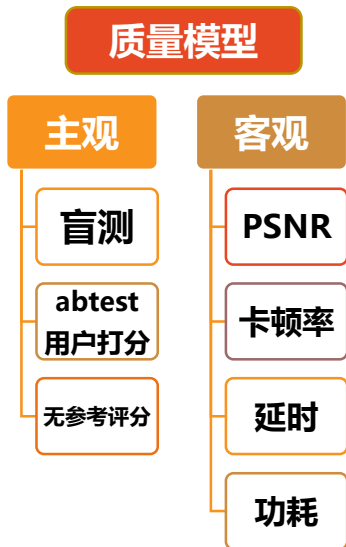 质量模型
主观
盲测
abtest
用户打分
无参考评分
客观
PSNR
卡顿率
延时
功耗